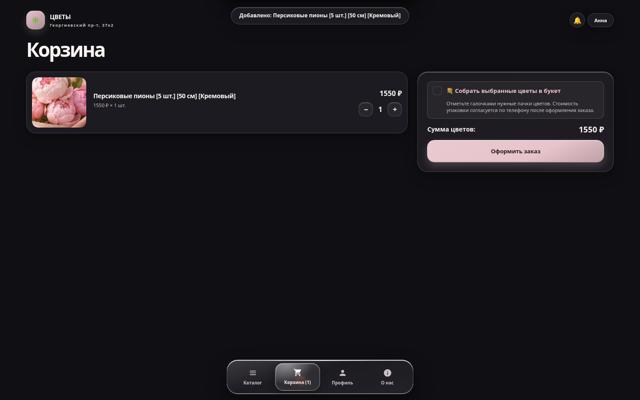 ЦВЕТЫ
Георгиевский пр-т, 37к2
Добавлено: Персиковые пионы [5 шт.] [50 см] [Кремовый]
🔔
Анна
Корзина
Персиковые пионы [5 шт.] [50 см] [Кремовый]
1550 ₽ × 1 шт.
1550 ₽
− 1 +
💐 Собрать выбранные цветы в букет
Отметьте галочками нужные пачки цветов. Стоимость
упаковки согласуется по телефону после оформления заказа.
Сумма цветов: 1550 ₽
Оформить заказ
Каталог
Корзина (1)
Профиль
О нас